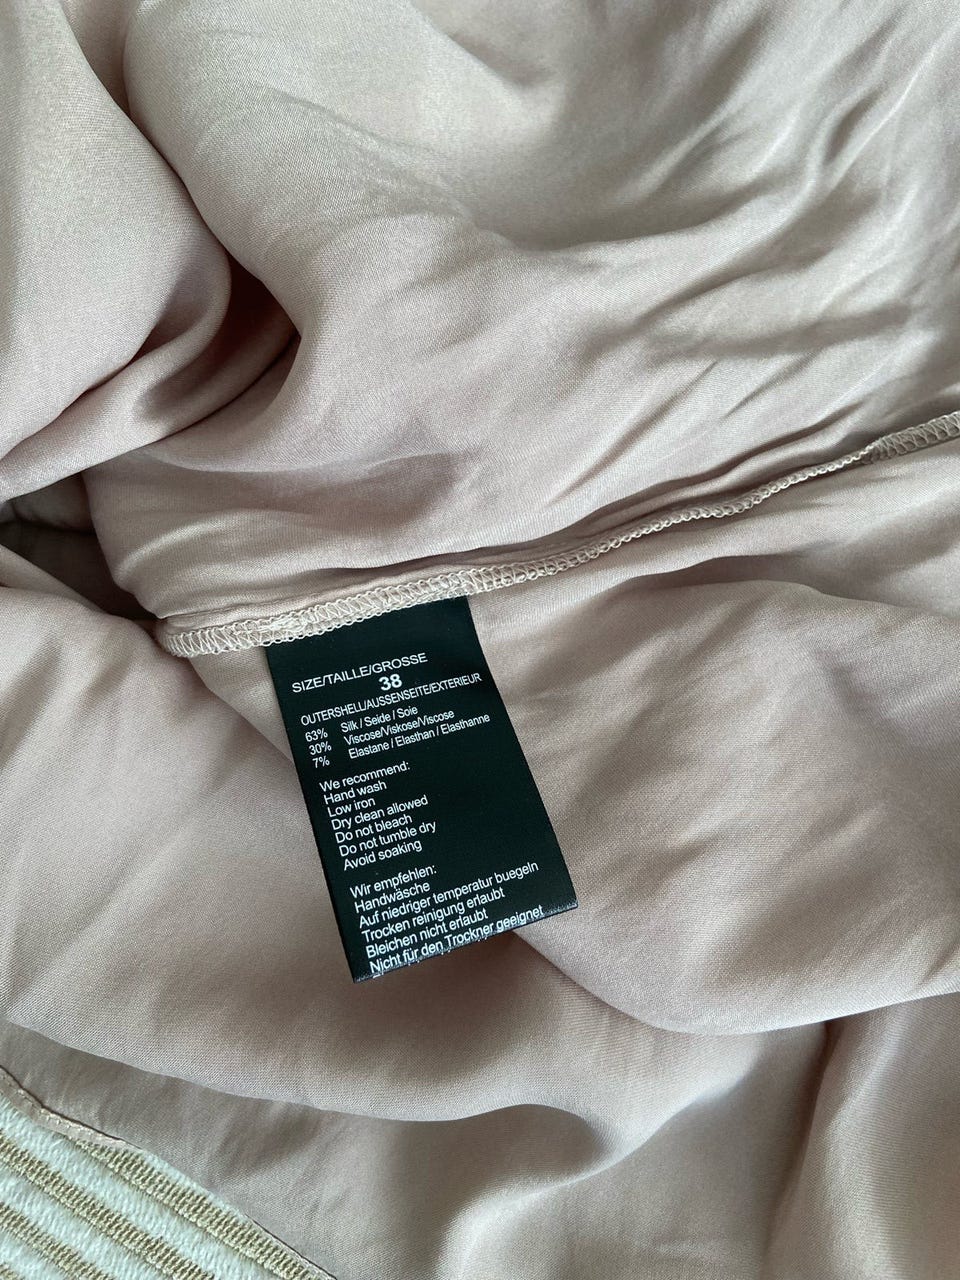 SIZE/TAILLE/GROSSE
38
OUTERSHELL/AUSSENSEITE/EXTERIEUR
63% Silk / Seide / Soie
30% Viscose/Viskose/Viscose
7% Elastane / Elasthan / Elasthanne
We recommend:
Hand wash
Low iron
Dry clean allowed
Do not bleach
Do not tumble dry
Avoid soaking
Wir empfehlen:
Handwäsche
Auf niedriger temperatur buegeln
Trocken reinigung erlaubt
Bleichen nicht erlaubt
Nicht für den Trockner geeignet